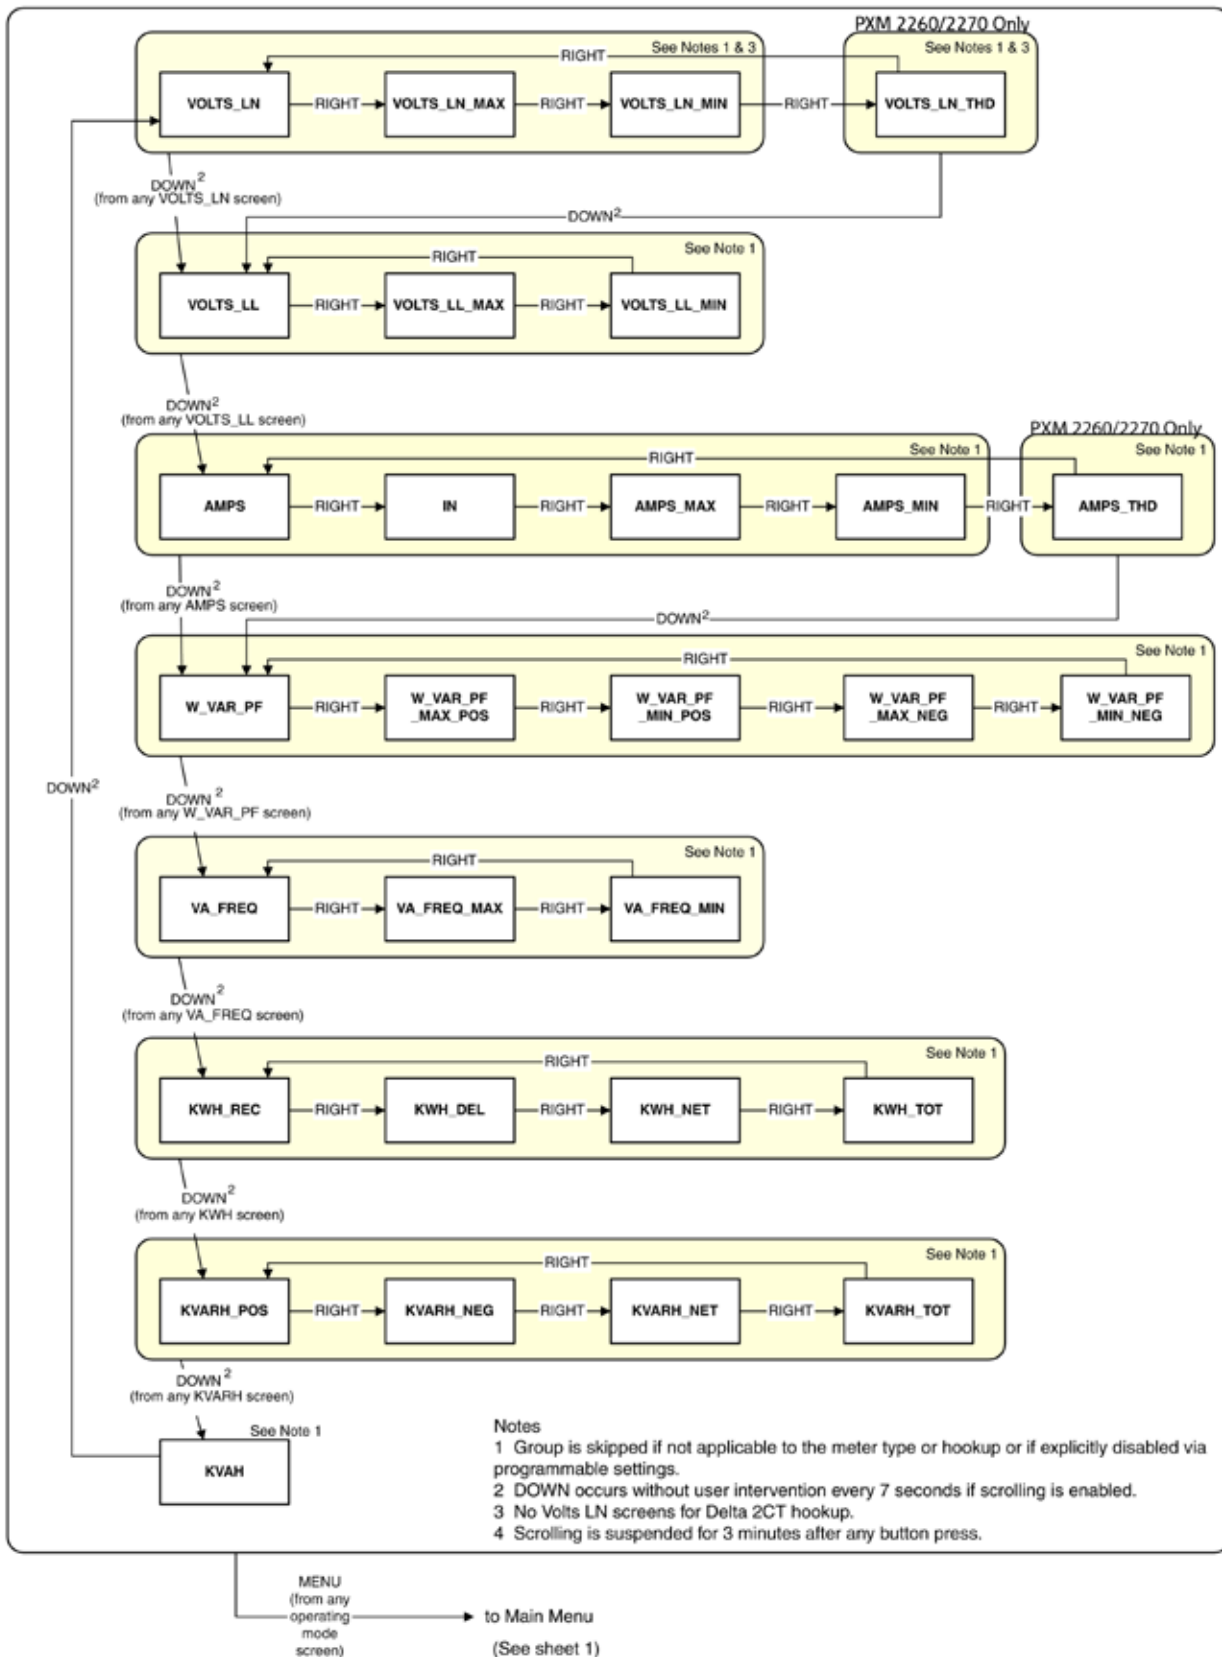 PXM 2260/2270 Only
See Notes 1 & 3
See Notes 1 & 3
RIGHT
VOLTS_LN
RIGHT
VOLTS_LN_MAX
RIGHT
VOLTS_LN_MIN
RIGHT
VOLTS_LN_THD
DOWN2
(from any VOLTS_LN screen)
DOWN2
See Note 1
RIGHT
VOLTS_LL
RIGHT
VOLTS_LL_MAX
RIGHT
VOLTS_LL_MIN
DOWN2
(from any VOLTS_LL screen)
PXM 2260/2270 Only
See Note 1
See Note 1
RIGHT
AMPS
RIGHT
IN
RIGHT
AMPS_MAX
RIGHT
AMPS_MIN
RIGHT
AMPS_THD
DOWN2
(from any AMPS screen)
DOWN2
See Note 1
RIGHT
W_VAR_PF
RIGHT
W_VAR_PF
_MAX_POS
RIGHT
W_VAR_PF
_MIN_POS
RIGHT
W_VAR_PF
_MAX_NEG
RIGHT
W_VAR_PF
_MIN_NEG
DOWN2
DOWN2
(from any W_VAR_PF screen)
See Note 1
RIGHT
VA_FREQ
RIGHT
VA_FREQ_MAX
RIGHT
VA_FREQ_MIN
DOWN2
(from any VA_FREQ screen)
See Note 1
RIGHT
KWH_REC
RIGHT
KWH_DEL
RIGHT
KWH_NET
RIGHT
KWH_TOT
DOWN2
(from any KWH screen)
See Note 1
RIGHT
KVARH_POS
RIGHT
KVARH_NEG
RIGHT
KVARH_NET
RIGHT
KVARH_TOT
DOWN2
(from any KVARH screen)
See Note 1
KVAH
Notes
1 Group is skipped if not applicable to the meter type or hookup or if explicitly disabled via
programmable settings.
2 DOWN occurs without user intervention every 7 seconds if scrolling is enabled.
3 No Volts LN screens for Delta 2CT hookup.
4 Scrolling is suspended for 3 minutes after any button press.
MENU
(from any
operating
mode
screen)
to Main Menu
(See sheet 1)